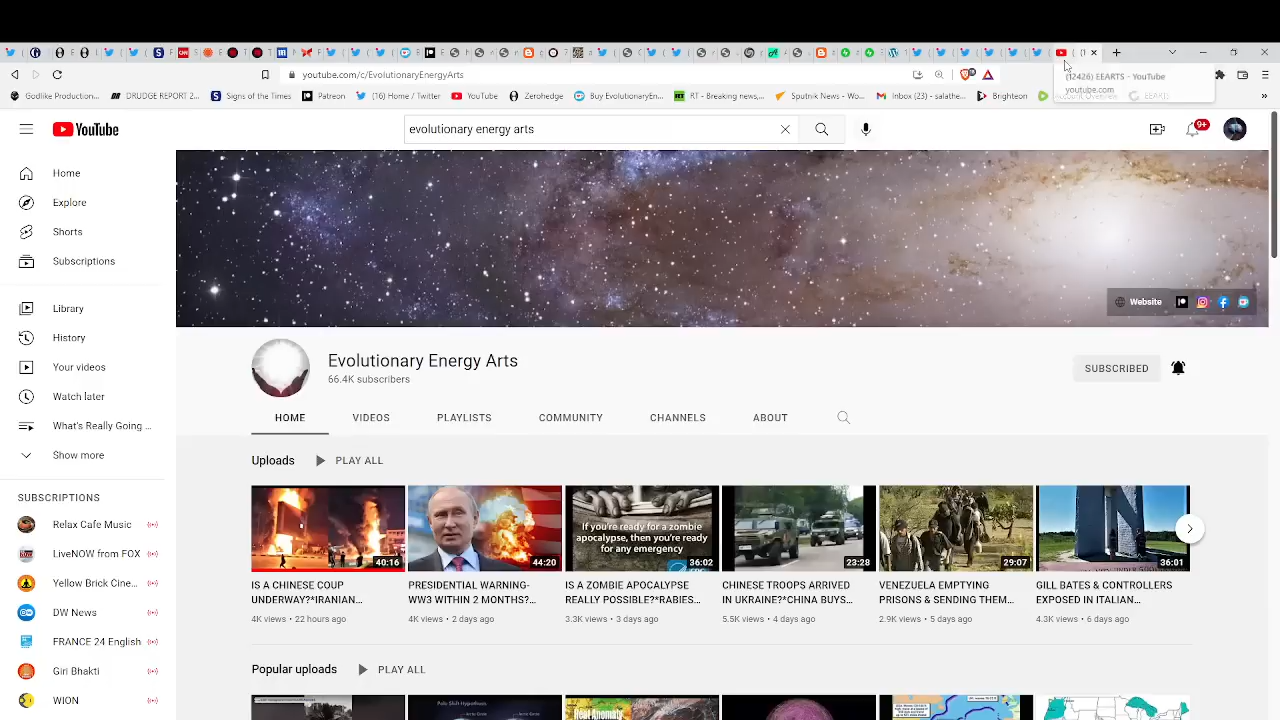 youtube.com/c/EvolutionaryEnergyArts
(12426) EEARTS - YouTube
youtube.com
Godlike Production...
DRUDGE REPORT 2...
Signs of the Times
Patreon
(16) Home / Twitter
YouTube
Zerohedge
Buy EvolutionaryEn...
RT - Breaking news,...
Sputnik News - Wo...
Inbox (23) - salathe...
Brighteon
Account Overview
EEARTS
»
YouTube
evolutionary energy arts
9+
Home
Explore
Shorts
Subscriptions
Library
History
Your videos
Watch later
What's Really Going ...
Show more
SUBSCRIPTIONS
Relax Cafe Music
LiveNOW from FOX
Yellow Brick Cine...
DW News
FRANCE 24 English
Giri Bhakti
WION
Website
Evolutionary Energy Arts
66.4K subscribers
SUBSCRIBED
HOME VIDEOS PLAYLISTS COMMUNITY CHANNELS ABOUT
Uploads PLAY ALL
40:16
IS A CHINESE COUP
UNDERWAY?*IRANIAN...
4K views • 22 hours ago
44:20
PRESIDENTIAL WARNING-
WW3 WITHIN 2 MONTHS?...
4K views • 2 days ago
If you're ready for a zombie
apocalypse, then you're ready
for any emergency
36:02
IS A ZOMBIE APOCALYPSE
REALLY POSSIBLE?*RABIES...
3.3K views • 3 days ago
23:28
CHINESE TROOPS ARRIVED
IN UKRAINE?*CHINA BUYS...
5.5K views • 4 days ago
29:07
VENEZUELA EMPTYING
PRISONS & SENDING THEM...
2.9K views • 5 days ago
36:01
GILL BATES & CONTROLLERS
EXPOSED IN ITALIAN...
4.3K views • 6 days ago
Popular uploads PLAY ALL
Pole Shift Hypothesis